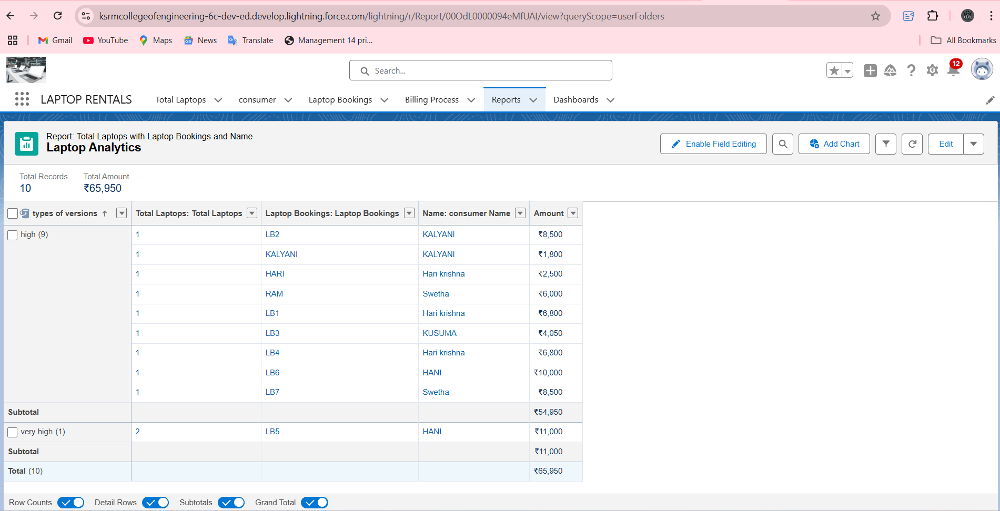 ksrmcollegeofengineering-6c-dev-ed.develop.lightning.force.com/lightning/r/Report/00OdL0000094eMfUAI/view?queryScope=userFolders
Gmail YouTube Maps News Translate Management 14 pri... All Bookmarks
Search... 12
LAPTOP RENTALS Total Laptops consumer Laptop Bookings Billing Process Reports Dashboards
Report: Total Laptops with Laptop Bookings and Name
Laptop Analytics
Enable Field Editing Add Chart Edit
Total Records Total Amount
10 ₹65,950
types of versions ↑ Total Laptops: Total Laptops Laptop Bookings: Laptop Bookings Name: consumer Name Amount
high (9) 1 LB2 KALYANI ₹8,500
1 KALYANI KALYANI ₹1,800
1 HARI Hari krishna ₹2,500
1 RAM Swetha ₹6,000
1 LB1 Hari krishna ₹6,800
1 LB3 KUSUMA ₹4,050
1 LB4 Hari krishna ₹6,800
1 LB6 HANI ₹10,000
1 LB7 Swetha ₹8,500
Subtotal ₹54,950
very high (1) 2 LB5 HANI ₹11,000
Subtotal ₹11,000
Total (10) ₹65,950
Row Counts Detail Rows Subtotals Grand Total